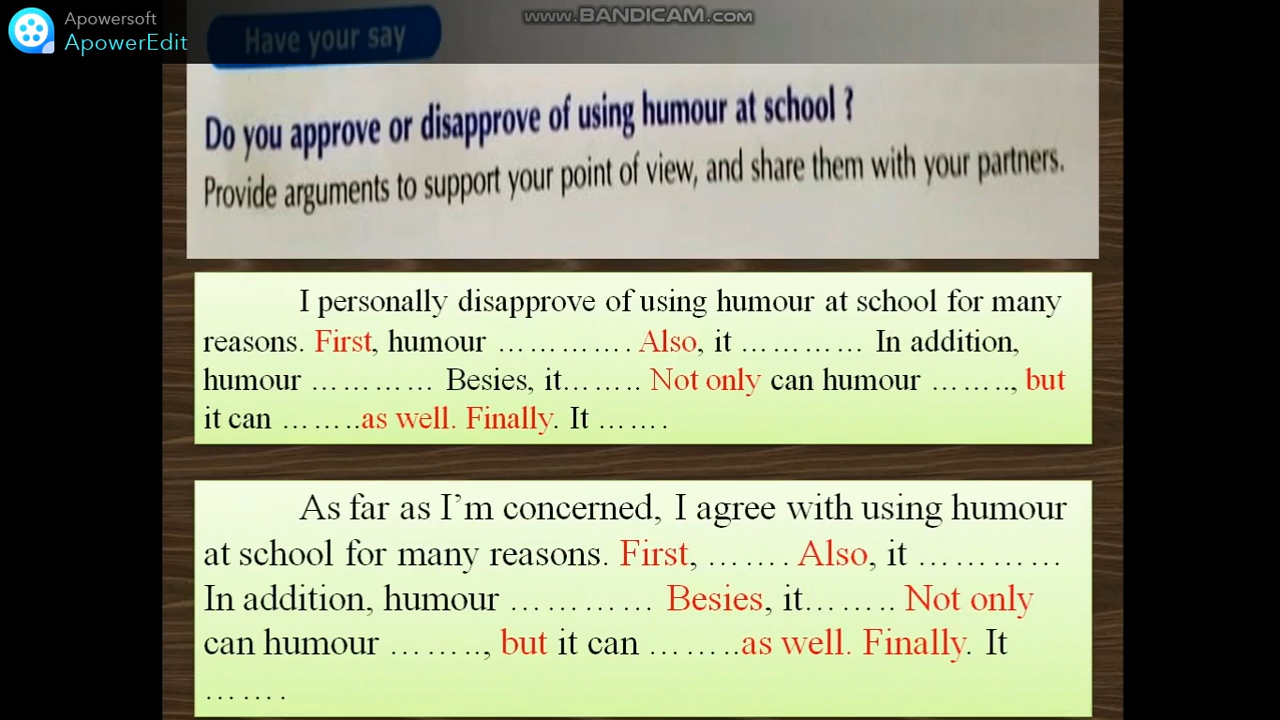 Apowersoft
ApowerEdit
www.BANDICAM.com
Have your say
Do you approve or disapprove of using humour at school ?
Provide arguments to support your point of view, and share them with your partners.
I personally disapprove of using humour at school for many
reasons. First, humour …………. Also, it ………… In addition,
humour ………… Besies, it…….. Not only can humour …….., but
it can ……..as well. Finally. It …….
As far as I'm concerned, I agree with using humour
at school for many reasons. First, ……. Also, it …………
In addition, humour ………… Besies, it…….. Not only
can humour …….., but it can ……..as well. Finally. It
…….